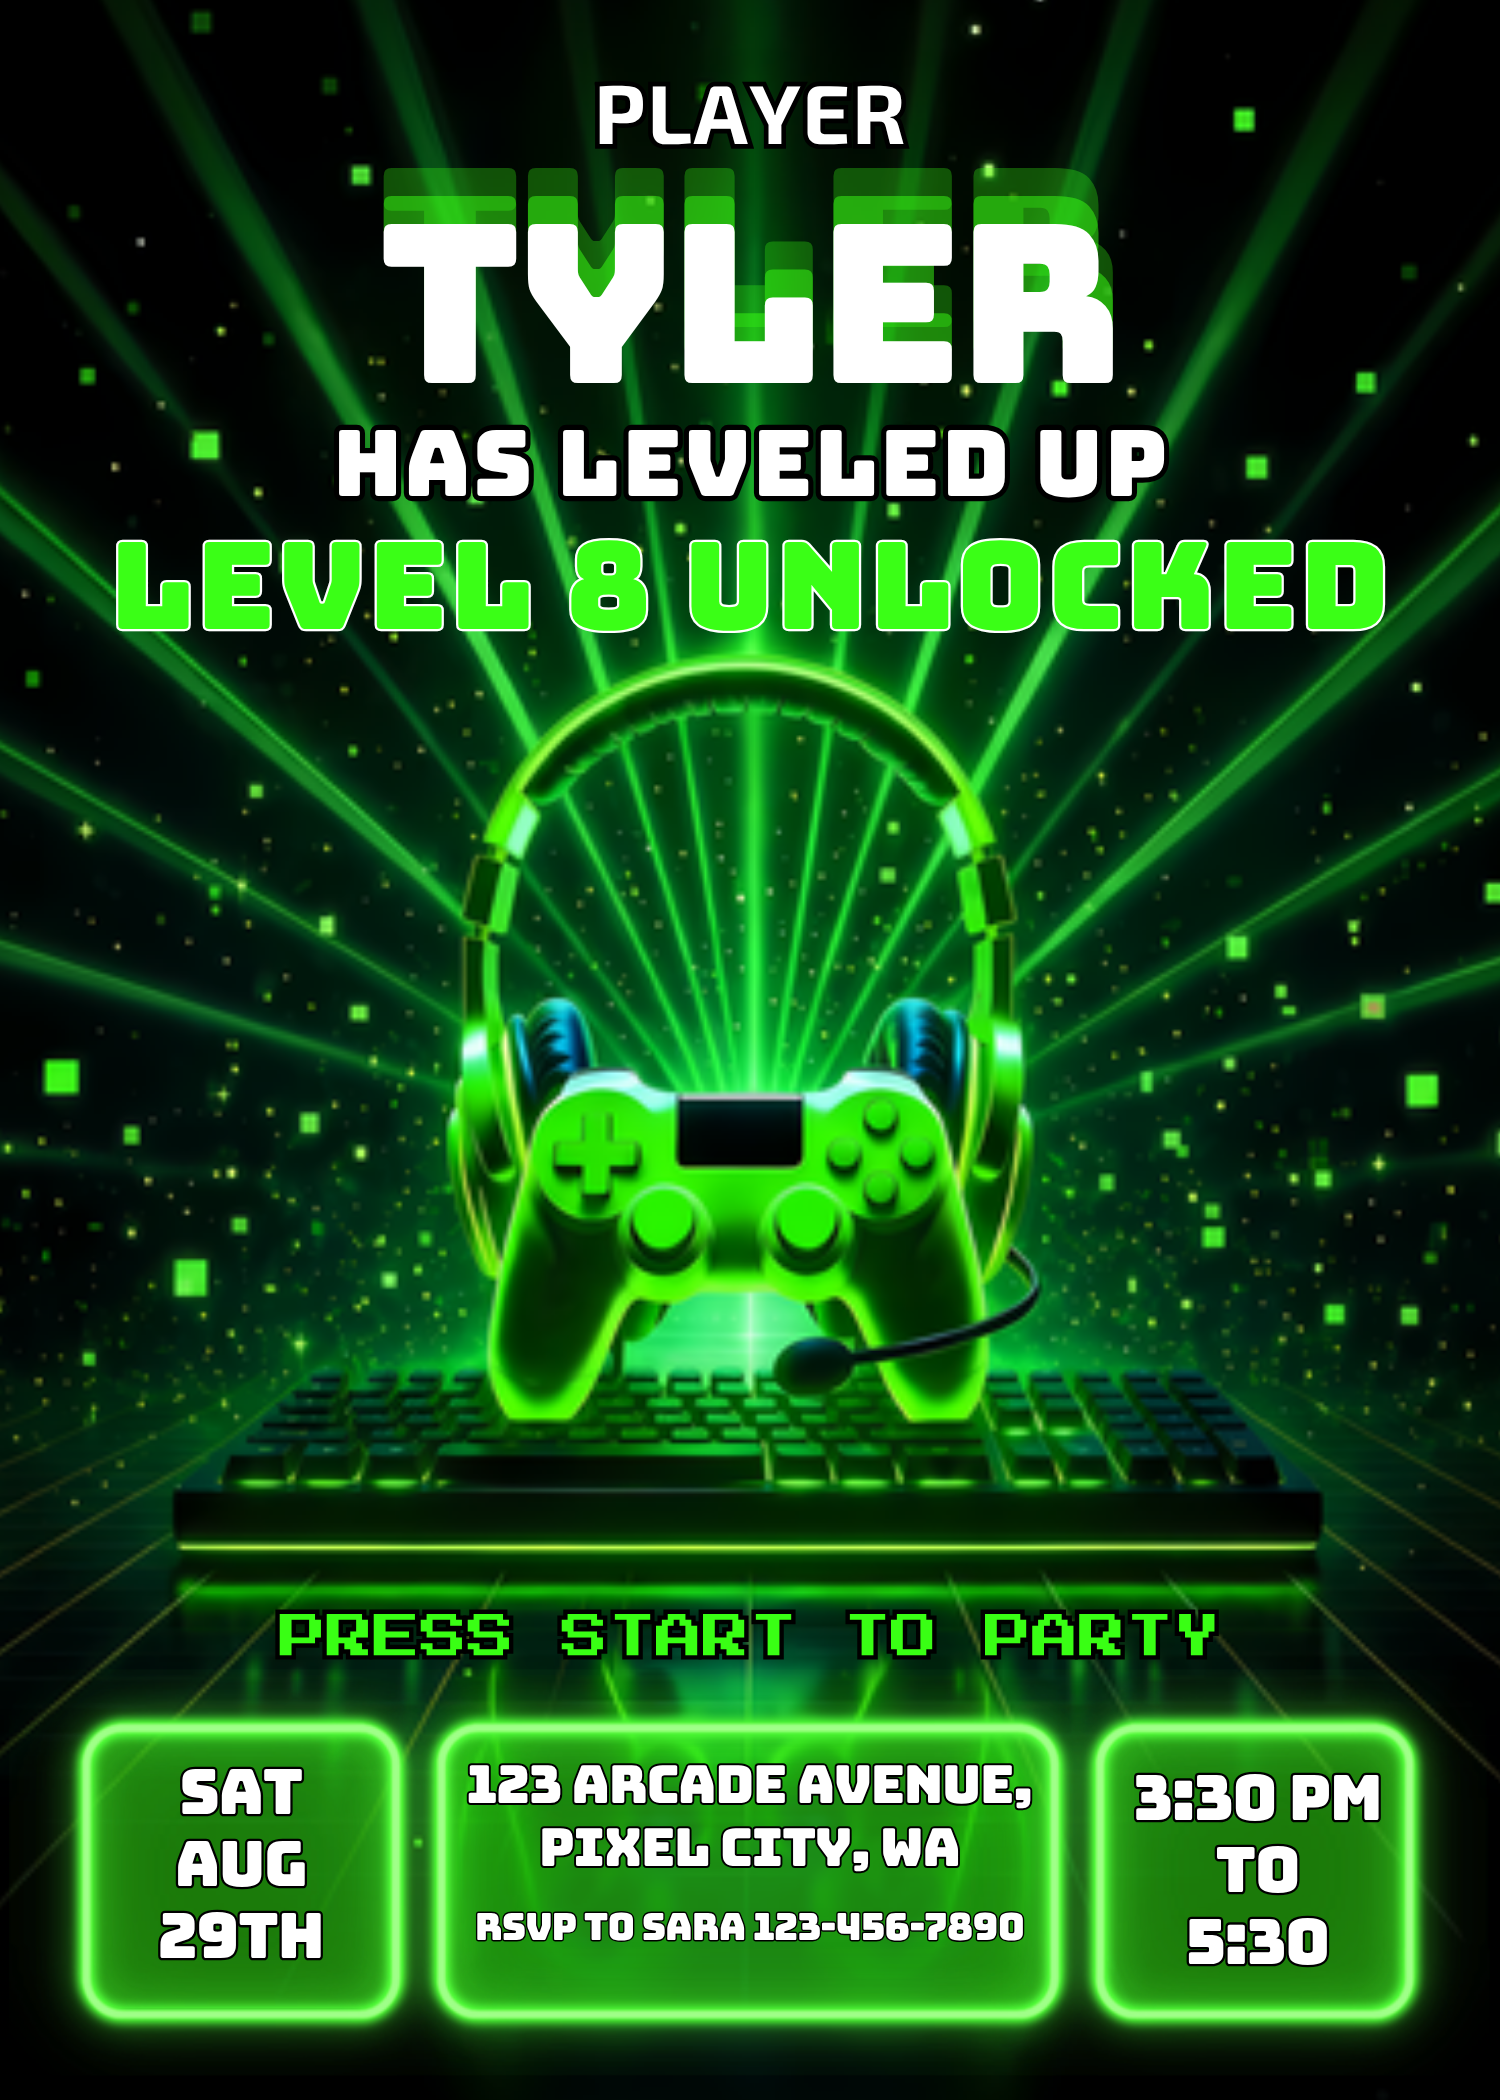 PLAYER
TYLER
HAS LEVELED UP
LEVEL 8 UNLOCKED
PRESS START TO PARTY
SAT
AUG
29TH
123 ARCADE AVENUE,
PIXEL CITY, WA
RSVP TO SARA 123-456-7890
3:30 PM
TO
5:30